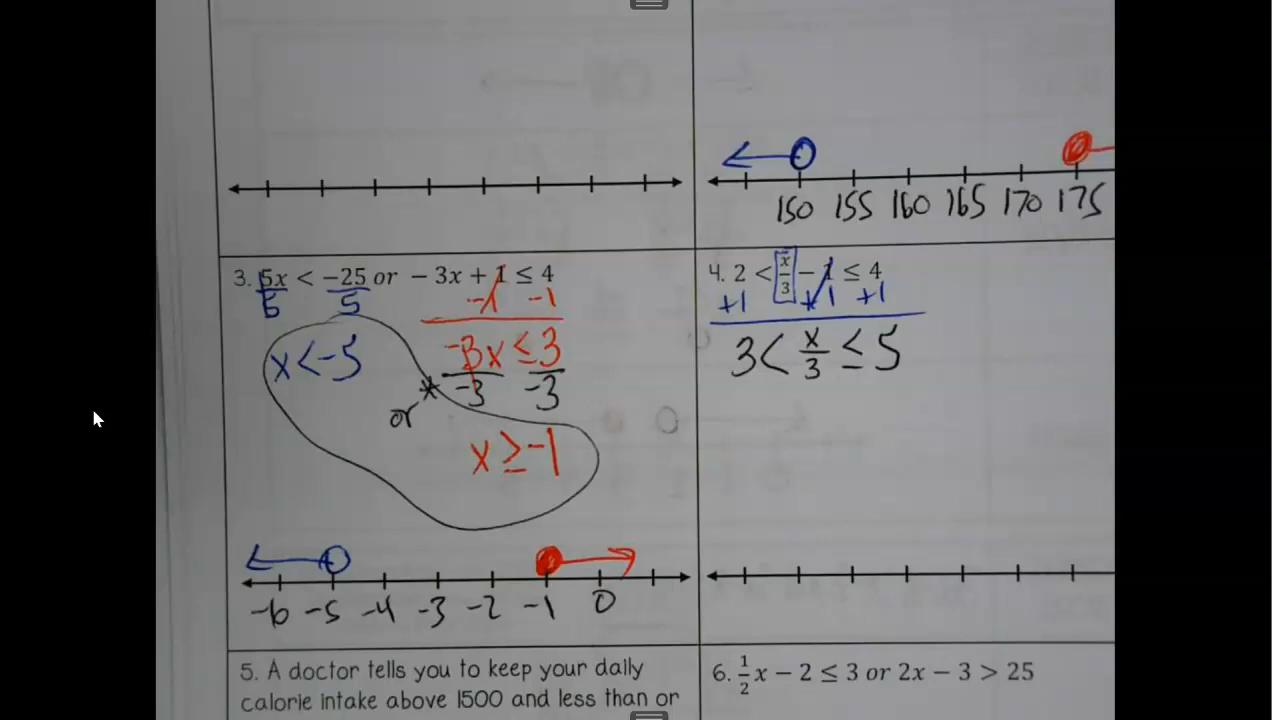 150 155 160 165 170 175
3. 5x < −25 or − 3x + 1 ≤ 4
5 5 -1 -1
x < -5
-3x ≤ 3
-3 -3
* or
x ≥ -1
-6 -5 -4 -3 -2 -1 0
4. 2 < x/3 − 1 ≤ 4
+1 +1 +1
3 < x/3 ≤ 5
5. A doctor tells you to keep your daily
calorie intake above 1500 and less than or
6. 1/2 x − 2 ≤ 3 or 2x − 3 > 25